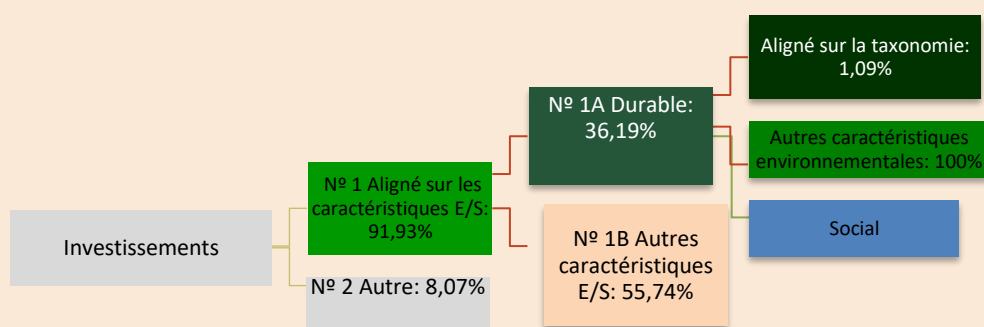 Investissements
Nº 1 Aligné sur les
caractéristiques E/S:
91,93%
Nº 2 Autre: 8,07%
Nº 1A Durable:
36,19%
Nº 1B Autres
caractéristiques
E/S: 55,74%
Aligné sur la taxonomie:
1,09%
Autres caractéristiques
environnementales: 100%
Social